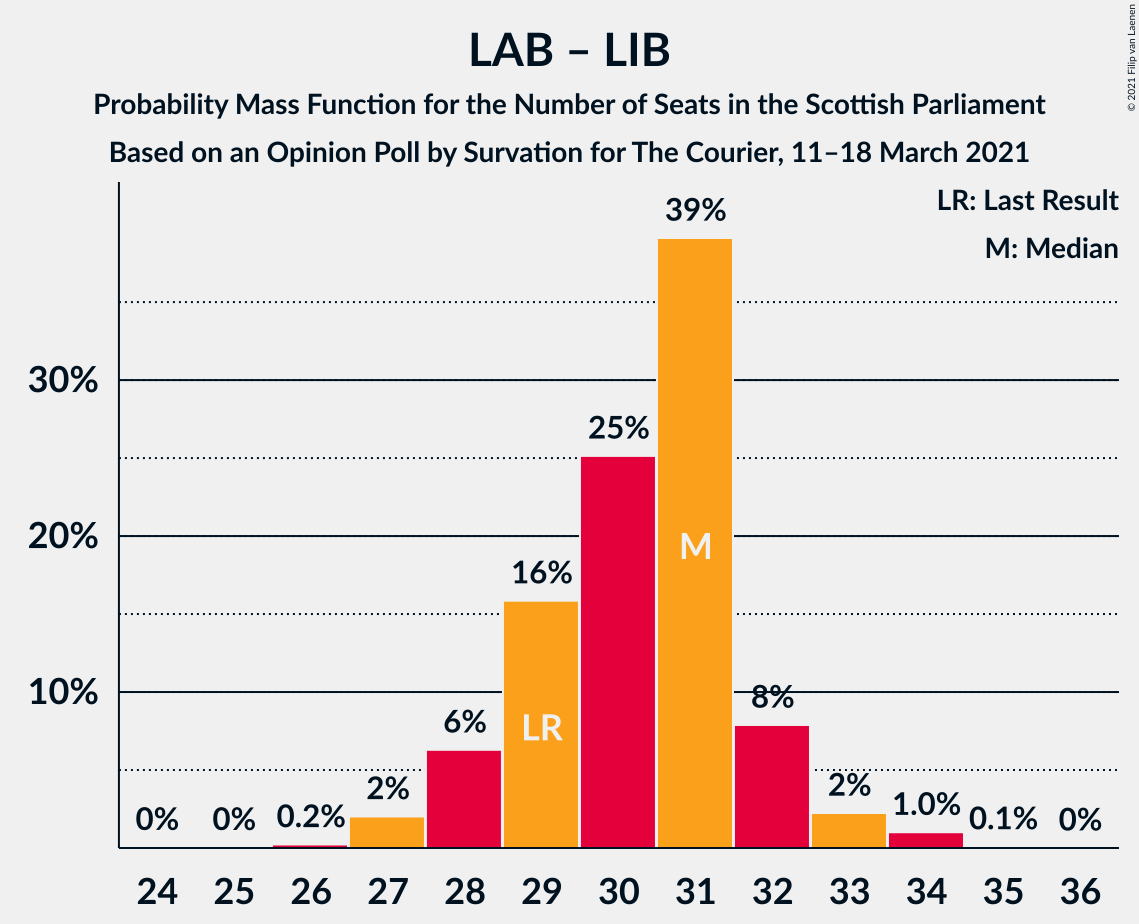 LAB – LIB
Probability Mass Function for the Number of Seats in the Scottish Parliament
Based on an Opinion Poll by Survation for The Courier, 11–18 March 2021
© 2021 Filip van Laenen
LR: Last Result
M: Median
39%
30%
25%
20%
M
16%
10%
8%
6%
LR
2%
2%
1.0%
0%
0%
0.2%
0.1%
0%
24 25 26 27 28 29 30 31 32 33 34 35 36